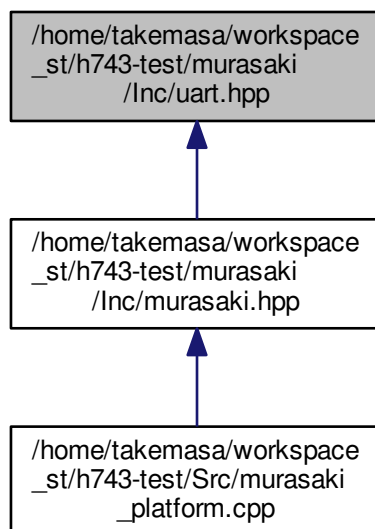 /home/takemasa/workspace
_st/h743-test/murasaki
/Inc/uart.hpp
/home/takemasa/workspace
_st/h743-test/murasaki
/Inc/murasaki.hpp
/home/takemasa/workspace
_st/h743-test/Src/murasaki
_platform.cpp